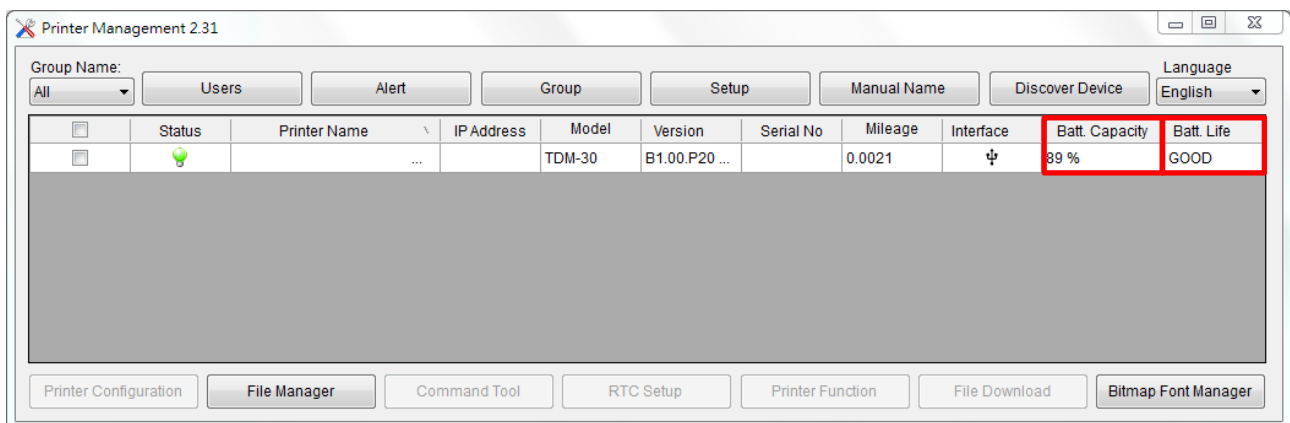 Printer Management 2.31
Group Name: Language
All Users Alert Group Setup Manual Name Discover Device English
Status Printer Name IP Address Model Version Serial No Mileage Interface Batt. Capacity Batt. Life
... TDM-30 B1.00.P20 ... 0.0021 89 % GOOD
Printer Configuration File Manager Command Tool RTC Setup Printer Function File Download Bitmap Font Manager